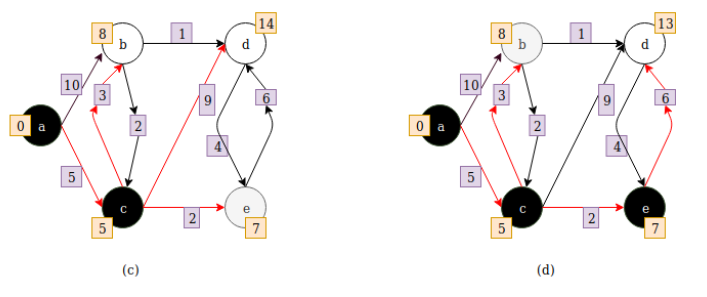 8 b 1 d 14
10 3 9 6
0 a 2
4
5
c 2 e
5 7
(c)
8 b 1 d 13
10 3 9 6
0 a 2
4
5
c 2 e
5 7
(d)